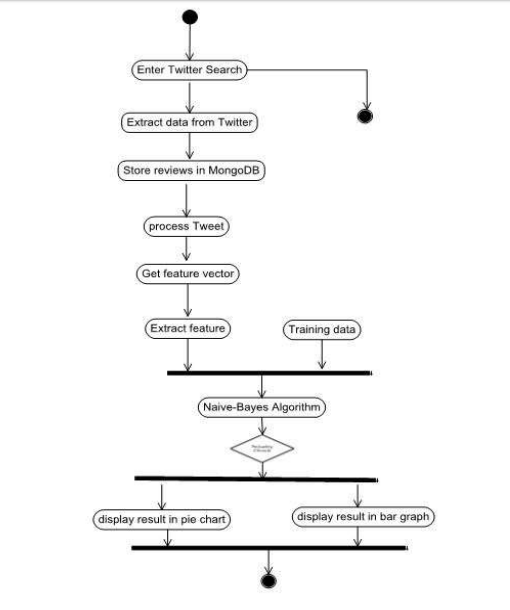 Enter Twitter Search
Extract data from Twitter
Store reviews in MongoDB
process Tweet
Get feature vector
Extract feature
Training data
Naive-Bayes Algorithm
display result in pie chart
display result in bar graph